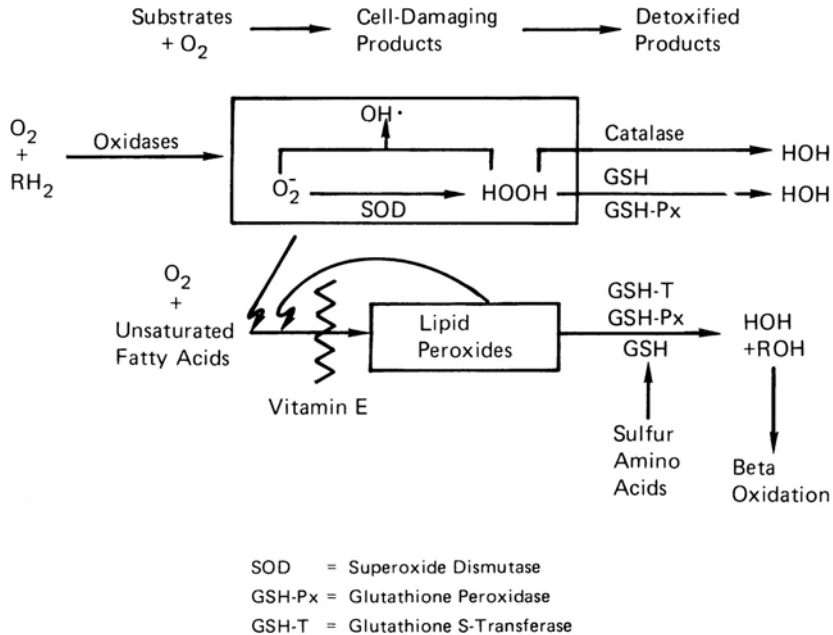 Substrates + O2
Cell-Damaging Products
Detoxified Products
O2 + RH2
Oxidases
OH·
O2-
SOD
HOOH
Catalase
HOH
GSH
GSH-Px
HOH
O2 + Unsaturated Fatty Acids
Vitamin E
Lipid Peroxides
GSH-T
GSH-Px
GSH
HOH +ROH
Sulfur Amino Acids
Beta Oxidation
SOD = Superoxide Dismutase
GSH-Px = Glutathione Peroxidase
GSH-T = Glutathione S-Transferase